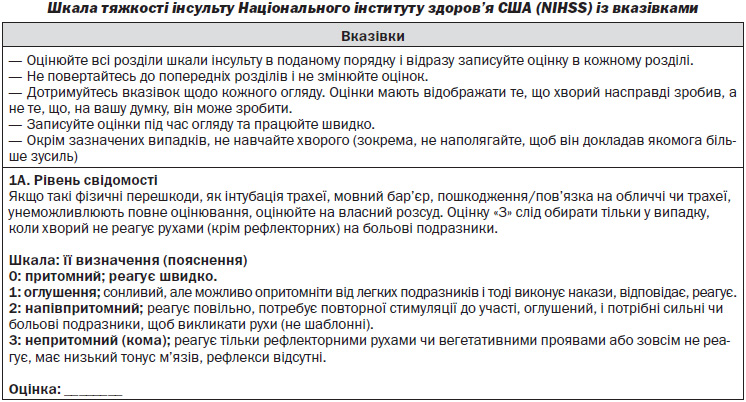 Шкала тяжкості інсульту Національного інституту здоров’я США (NIHSS) із вказівками
Вказівки
— Оцінюйте всі розділи шкали інсульту в поданому порядку і відразу записуйте оцінку в кожному розділі.
— Не повертайтесь до попередніх розділів і не змінюйте оцінок.
— Дотримуйтесь вказівок щодо кожного огляду. Оцінки мають відображати те, що хворий насправді зробив, а
не те, що, на вашу думку, він може зробити.
— Записуйте оцінки під час огляду та працюйте швидко.
— Окрім зазначених випадків, не навчайте хворого (зокрема, не наполягайте, щоб він докладав якомога біль-
ше зусиль)
1А. Рівень свідомості
Якщо такі фізичні перешкоди, як інтубація трахеї, мовний бар’єр, пошкодження/пов’язка на обличчі чи трахеї,
унеможливлюють повне оцінювання, оцінюйте на власний розсуд. Оцінку «3» слід обирати тільки у випадку,
коли хворий не реагує рухами (крім рефлекторних) на больові подразники.
Шкала: її визначення (пояснення)
0: притомний; реагує швидко.
1: оглушення; сонливий, але можливо опритомніти від легких подразників і тоді виконує накази, відповідає, реагує.
2: напівпритомний; реагує повільно, потребує повторної стимуляції до участі, оглушений, і потрібні сильні чи
больові подразники, щоб викликати рухи (не шаблонні).
3: непритомний (кома); реагує тільки рефлекторними рухами чи вегетативними проявами або зовсім не реа-
гує, має низький тонус м’язів, рефлекси відсутні.
Оцінка: ________